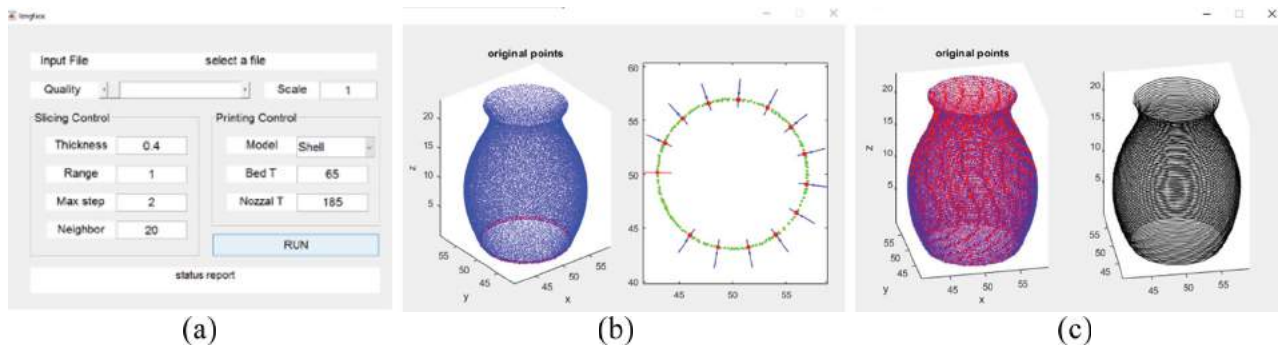 Input File select a file
Quality Scale 1
Slicing Control Printing Control
Thickness 0.4 Model Shell
Range 1 Bed T 65
Max step 2 Nozzal T 185
Neighbor 20 RUN
status report
(a)
original points
20
15
10
5
z
55
50
45
y
45
50
55
x
60
55
50
45
40
45 50 55
(b)
original points
20
15
10
5
z
55
50
45
y
45 50 55
x
20
15
10
5
55
50
45
45 50 55
(c)